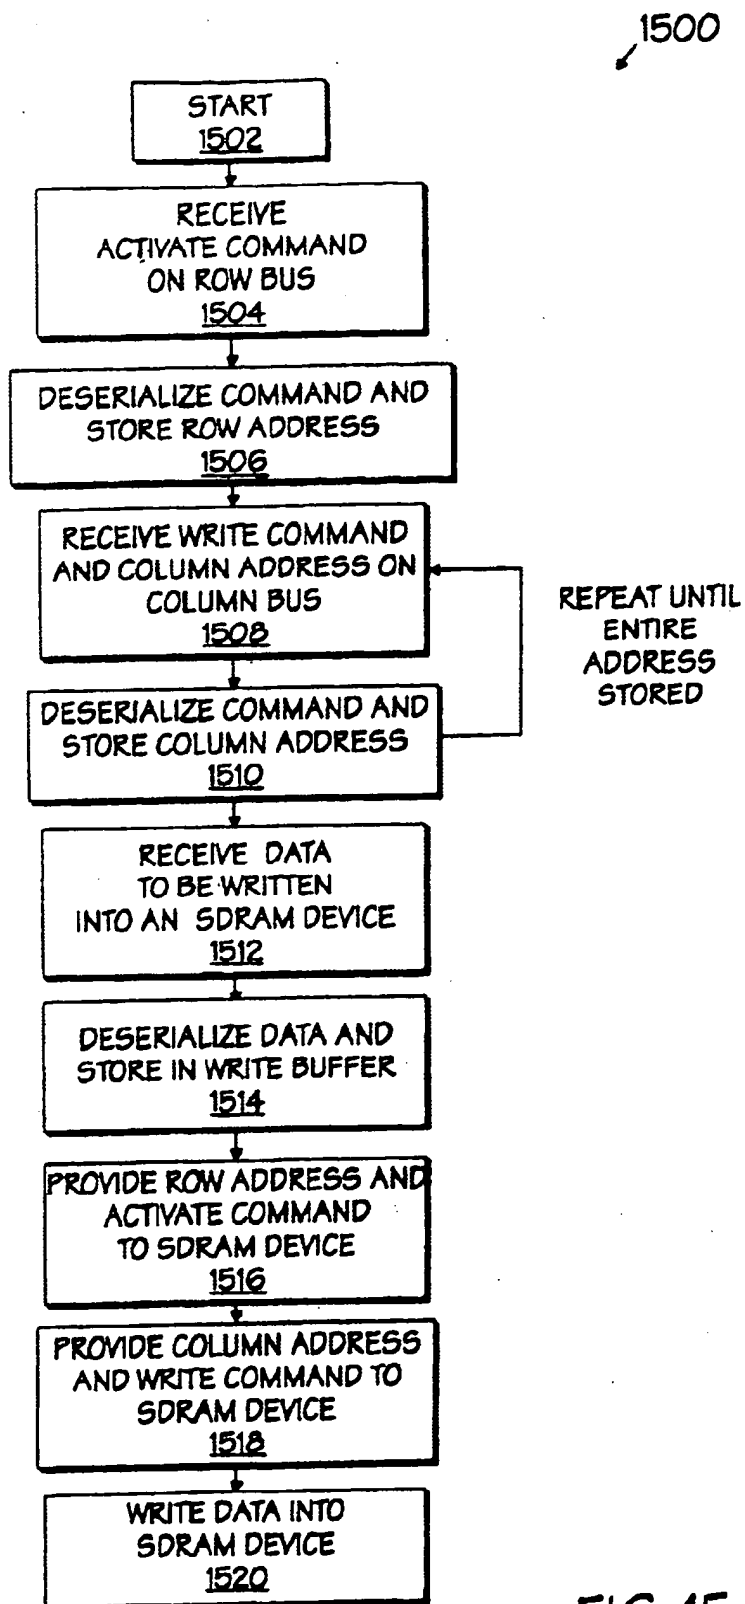 1500
START
1502
RECEIVE
ACTIVATE COMMAND
ON ROW BUS
1504
DESERIALIZE COMMAND AND
STORE ROW ADDRESS
1506
RECEIVE WRITE COMMAND
AND COLUMN ADDRESS ON
COLUMN BUS
1508
REPEAT UNTIL
ENTIRE
ADDRESS
STORED
DESERIALIZE COMMAND AND
STORE COLUMN ADDRESS
1510
RECEIVE DATA
TO BE WRITTEN
INTO AN SDRAM DEVICE
1512
DESERIALIZE DATA AND
STORE IN WRITE BUFFER
1514
PROVIDE ROW ADDRESS AND
ACTIVATE COMMAND
TO SDRAM DEVICE
1516
PROVIDE COLUMN ADDRESS
AND WRITE COMMAND TO
SDRAM DEVICE
1518
WRITE DATA INTO
SDRAM DEVICE
1520